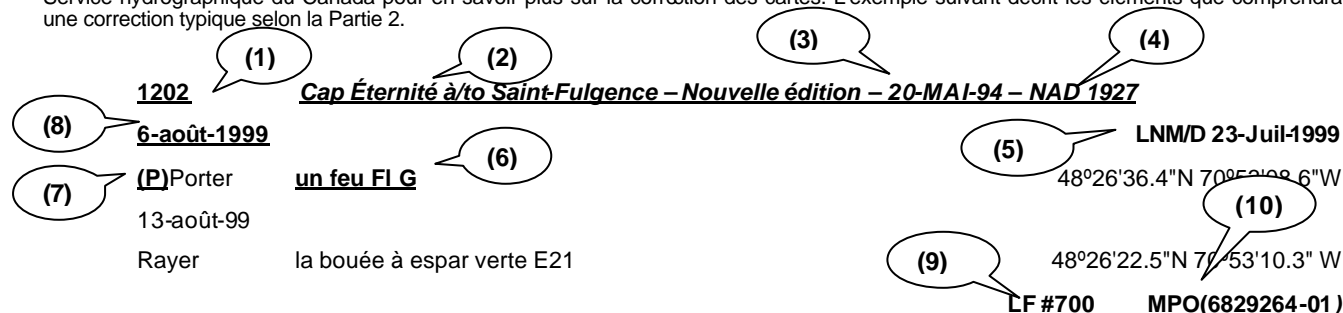 Service hydrographique du Canada pour en savoir plus sur la correction des cartes. L'exemple suivant décrit les éléments que comprendra
une correction typique selon la Partie 2.
(1) (2) (3) (4)
1202 Cap Éternité à/to Saint-Fulgence – Nouvelle édition – 20-MAI-94 – NAD 1927
(8) 6-août-1999 (5) LNM/D 23-Juil-1999
(7) (P)Porter un feu Fl G (6) 48º26'36.4"N
13-août-99 (10)
Rayer la bouée à espar verte E21 (9) 48º26'22.5"N 70º53'10.3" W
LF #700 MPO(6829264-01)